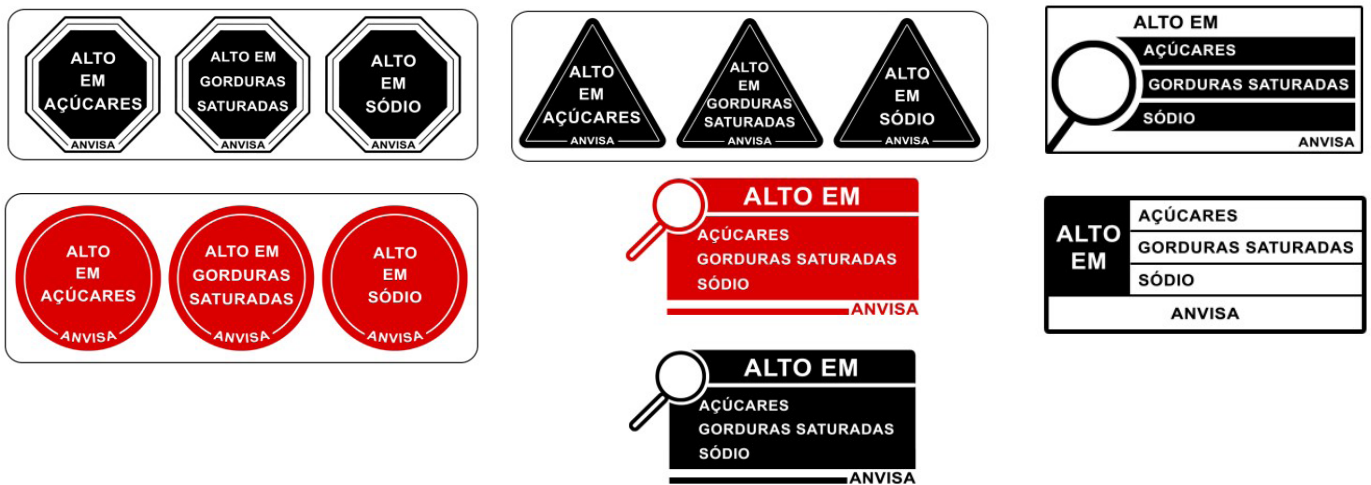 ALTO
EM
AÇÚCARES
ANVISA
ALTO EM
GORDURAS
SATURADAS
ANVISA
ALTO
EM
SÓDIO
ANVISA
ALTO
EM
AÇÚCARES
ANVISA
ALTO
EM
GORDURAS
SATURADAS
ANVISA
ALTO
EM
SÓDIO
ANVISA
ALTO EM
AÇÚCARES
GORDURAS SATURADAS
SÓDIO
ANVISA
ALTO
EM
AÇÚCARES
ANVISA
ALTO EM
GORDURAS
SATURADAS
ANVISA
ALTO
EM
SÓDIO
ANVISA
ALTO EM
AÇÚCARES
GORDURAS SATURADAS
SÓDIO
ANVISA
ALTO
EM
AÇÚCARES
GORDURAS SATURADAS
SÓDIO
ANVISA
ALTO EM
AÇÚCARES
GORDURAS SATURADAS
SÓDIO
ANVISA